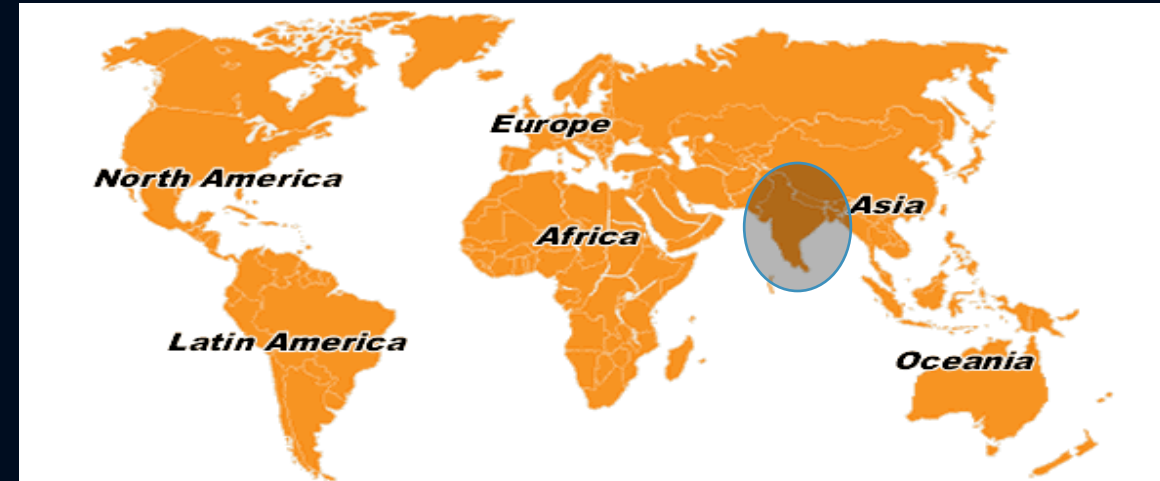 Europe
North America
Asia
Africa
Latin America
Oceania